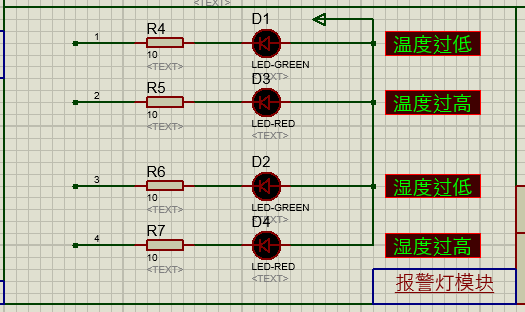 <TEXT>
R4
D1
1
温度过低
10
LED-GREEN
<TEXT>
<TEXT>
R5
D3
2
温度过高
10
LED-RED
<TEXT>
<TEXT>
R6
D2
3
湿度过低
10
LED-GREEN
<TEXT>
<TEXT>
R7
D4
4
湿度过高
10
LED-RED
<TEXT>
<TEXT>
报警灯模块